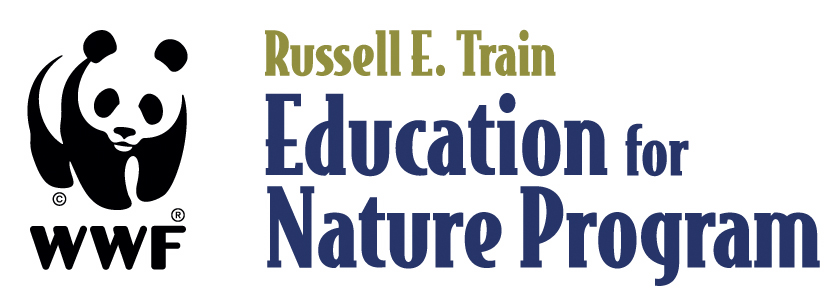 Russell E. Train
Education for
Nature Program
©
®
WWF